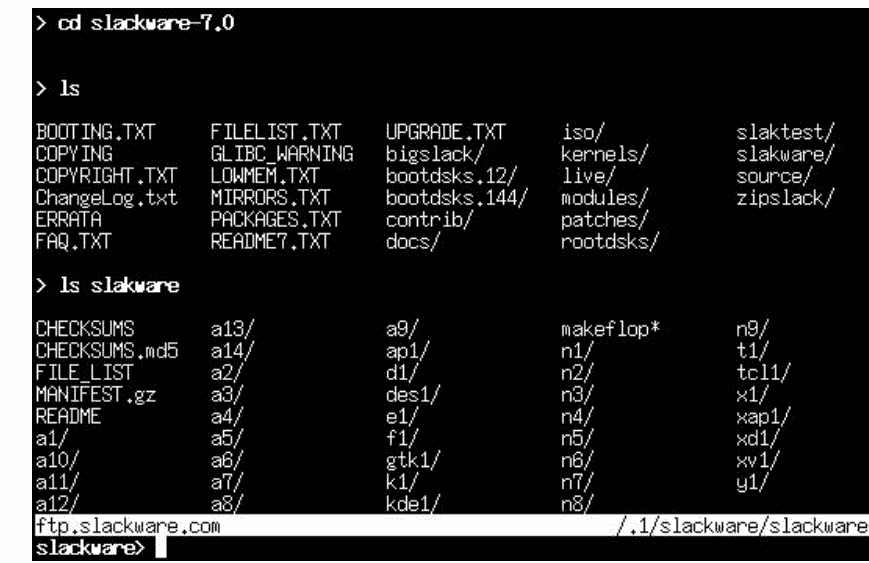 > cd slackware-7.0
> ls
BOOTING.TXT FILELIST.TXT UPGRADE.TXT iso/ slaktest/
COPYING GLIBC_WARNING bigslack/ kernels/ slakware/
COPYRIGHT.TXT LOWMEM.TXT bootdsks.12/ live/ source/
ChangeLog.txt MIRRORS.TXT bootdsks.144/ modules/ zipslack/
ERRATA PACKAGES.TXT contrib/ patches/
FAQ.TXT README7.TXT docs/ rootdsks/
> ls slakware
CHECKSUMS a13/ a9/ makeflop* n9/
CHECKSUMS.md5 a14/ ap1/ n1/ t1/
FILE_LIST a2/ d1/ n2/ tcl1/
MANIFEST.gz a3/ des1/ n3/ x1/
README a4/ e1/ n4/ xap1/
a1/ a5/ f1/ n5/ xd1/
a10/ a6/ gtk1/ n6/ xv1/
a11/ a7/ k1/ n7/ y1/
a12/ a8/ kde1/ n8/
ftp.slackware.com /.1/slackware/slackware
slackware>